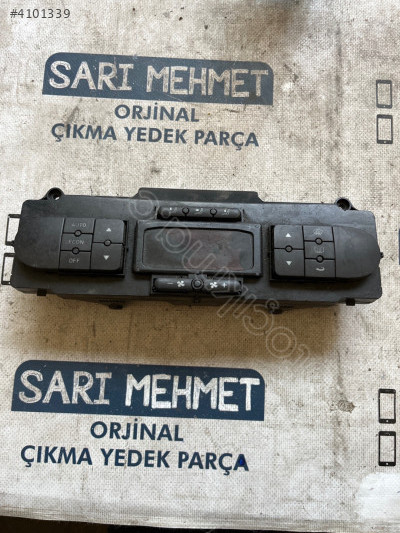 #4101339
SARI MEHMET
ORJİNAL
ÇIKMA YEDEK PARÇA
AUTO
ECON
OFF
SARI MEHMET
ORJİNAL
ÇIKMA YEDEK PARÇA